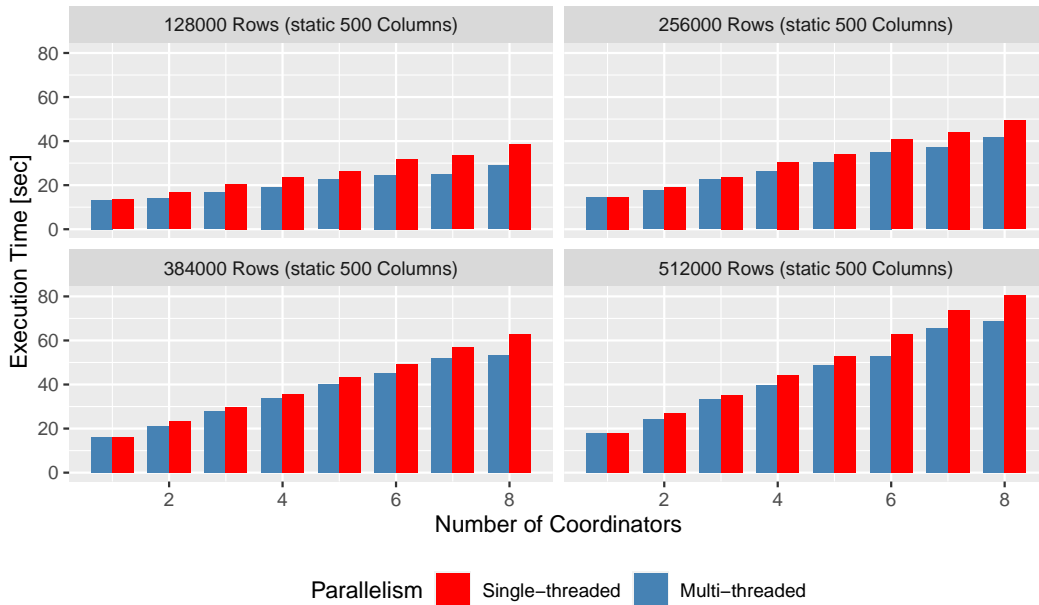 128000 Rows (static 500 Columns)
256000 Rows (static 500 Columns)
80
60
40
20
0
384000 Rows (static 500 Columns)
512000 Rows (static 500 Columns)
80
60
40
20
0
Execution Time [sec]
2 4 6 8
2 4 6 8
Number of Coordinators
Parallelism Single−threaded Multi−threaded